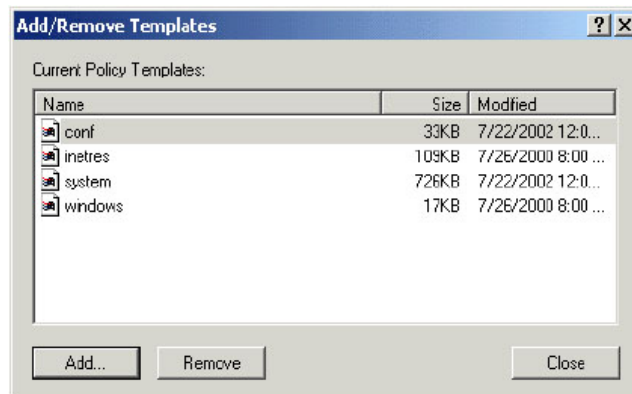 Add/Remove Templates
Current Policy Templates:
Name Size Modified
conf 33KB 7/22/2002 12:0...
inetres 109KB 7/26/2000 8:00 ...
system 726KB 7/22/2002 12:0...
windows 17KB 7/26/2000 8:00 ...
Add... Remove Close